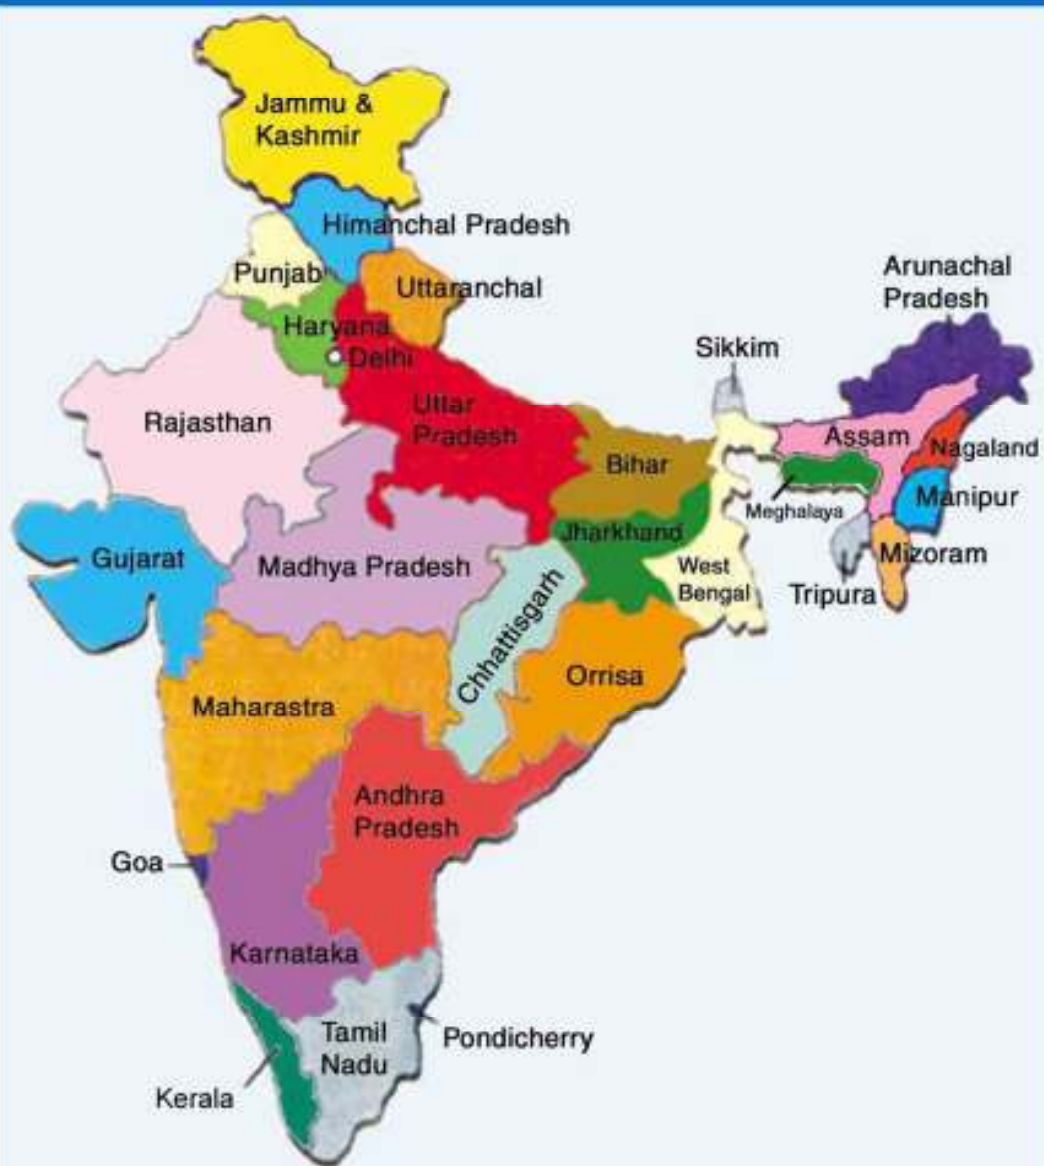 Jammu &
Kashmir
Himanchal Pradesh
Punjab
Uttaranchal
Arunachal
Pradesh
Haryana
Delhi
Sikkim
Rajasthan
Uttar
Pradesh
Assam
Nagaland
Bihar
Manipur
Meghalaya
Jharkhand
Gujarat
Madhya Pradesh
West
Bengal
Mizoram
Tripura
Chhattisgarh
Orrisa
Maharastra
Andhra
Pradesh
Goa
Karnataka
Tamil
Nadu
Pondicherry
Kerala